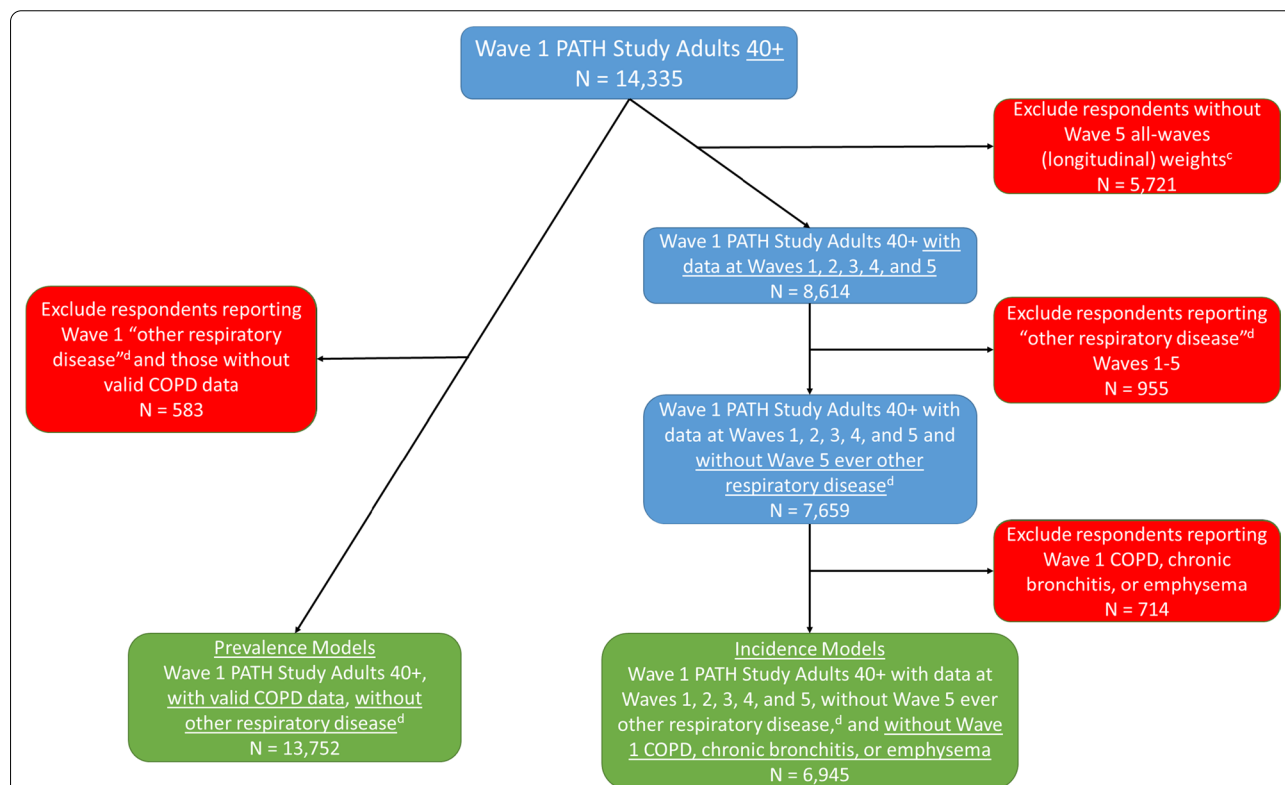 Wave 1 PATH Study Adults 40+
N = 14,335
Exclude respondents without
Wave 5 all-waves
(longitudinal) weightsᶜ
N = 5,721
Wave 1 PATH Study Adults 40+ with
data at Waves 1, 2, 3, 4, and 5
N = 8,614
Exclude respondents reporting
Wave 1 “other respiratory
disease”ᵈ and those without
valid COPD data
N = 583
Exclude respondents reporting
“other respiratory disease”ᵈ
Waves 1-5
N = 955
Wave 1 PATH Study Adults 40+ with
data at Waves 1, 2, 3, 4, and 5 and
without Wave 5 ever other
respiratory diseaseᵈ
N = 7,659
Exclude respondents reporting
Wave 1 COPD, chronic
bronchitis, or emphysema
N = 714
Prevalence Models
Wave 1 PATH Study Adults 40+,
with valid COPD data, without
other respiratory diseaseᵈ
N = 13,752
Incidence Models
Wave 1 PATH Study Adults 40+ with data at
Waves 1, 2, 3, 4, and 5, without Wave 5 ever
other respiratory disease,ᵈ and without Wave
1 COPD, chronic bronchitis, or emphysema
N = 6,945